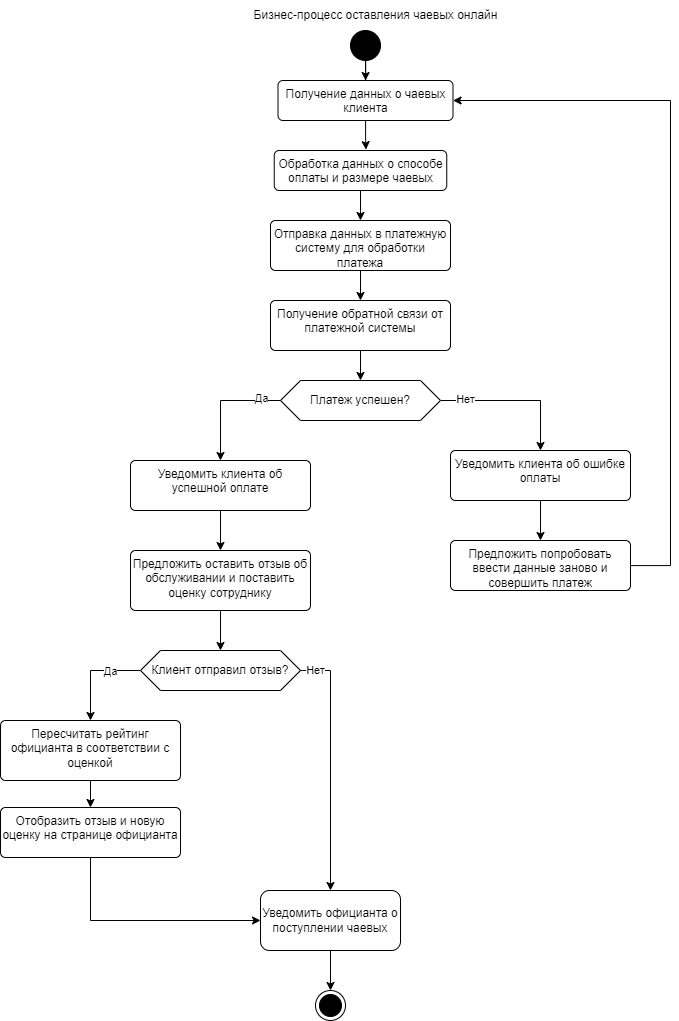 Бизнес-процесс оставления чаевых онлайн
Получение данных о чаевых
клиента
Обработка данных о способе
оплаты и размере чаевых
Отправка данных в платежную
систему для обработки
платежа
Получение обратной связи от
платежной системы
Да
Платеж успешен?
Нет
Уведомить клиента об
успешной оплате
Уведомить клиента об ошибке
оплаты
Предложить оставить отзыв об
обслуживании и поставить
оценку сотруднику
Предложить попробовать
ввести данные заново и
совершить платеж
Да
Клиент отправил отзыв?
Нет
Пересчитать рейтинг
официанта в соответствии с
оценкой
Отобразить отзыв и новую
оценку на странице официанта
Уведомить официанта о
поступлении чаевых